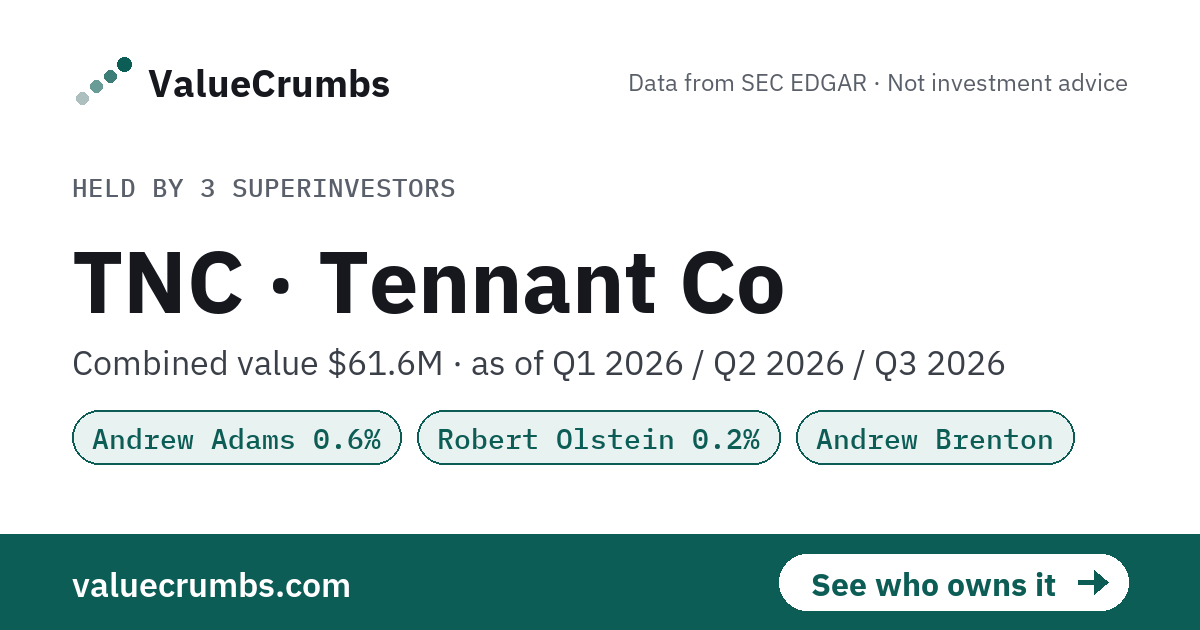 ValueCrumbs
Data from SEC EDGAR · Not investment advice
HELD BY 3 SUPERINVESTORS
TNC · Tennant Co
Combined value $61.6M · as of Q1 2026 / Q2 2026 / Q3 2026
Andrew Adams 0.6% Robert Olstein 0.2% Andrew Brenton
valuecrumbs.com
See who owns it →